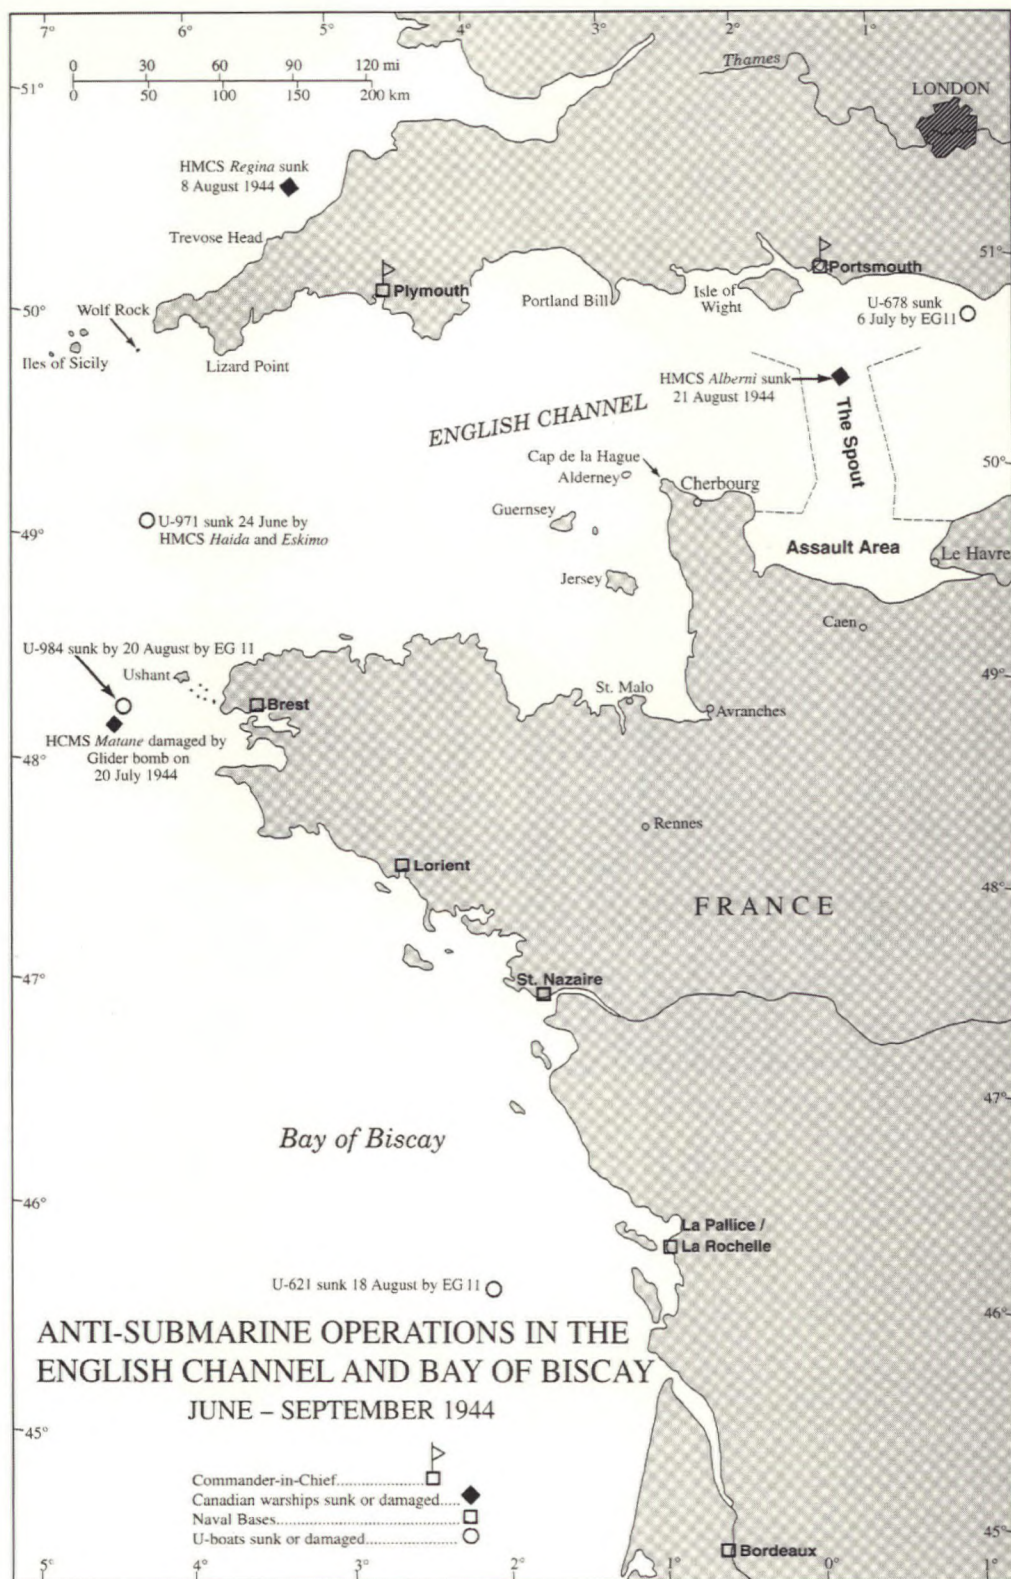 7° 6° 5° 4° 3° 2° 1°
0 30 60 90 120 mi
0 50 100 150 200 km
51°
Thames
LONDON
HMCS Regina sunk
8 August 1944
Trevose Head
51°
Portsmouth
Plymouth
50°
Portland Bill
Isle of
Wight
U-678 sunk
6 July by EG11
Wolf Rock
Iles of Sicily
Lizard Point
HMCS Alberni sunk
21 August 1944
The Spout
ENGLISH CHANNEL
50°
Cap de la Hague
Alderney
Cherbourg
Guernsey
49°
U-971 sunk 24 June by
HMCS Haida and Eskimo
Assault Area
Le Havre
Jersey
Caen
U-984 sunk by 20 August by EG 11
Ushant
49°
St. Malo
Brest
Avranches
HCMS Matane damaged by
Glider bomb on
20 July 1944
48°
Rennes
Lorient
48°
FRANCE
47°
St. Nazaire
47°
Bay of Biscay
46°
La Pallice /
La Rochelle
U-621 sunk 18 August by EG 11
46°
ANTI-SUBMARINE OPERATIONS IN THE
ENGLISH CHANNEL AND BAY OF BISCAY
JUNE – SEPTEMBER 1944
45°
Commander-in-Chief
Canadian warships sunk or damaged
Naval Bases
U-boats sunk or damaged
45°
Bordeaux
5° 4° 3° 2° 1° 0° 1°